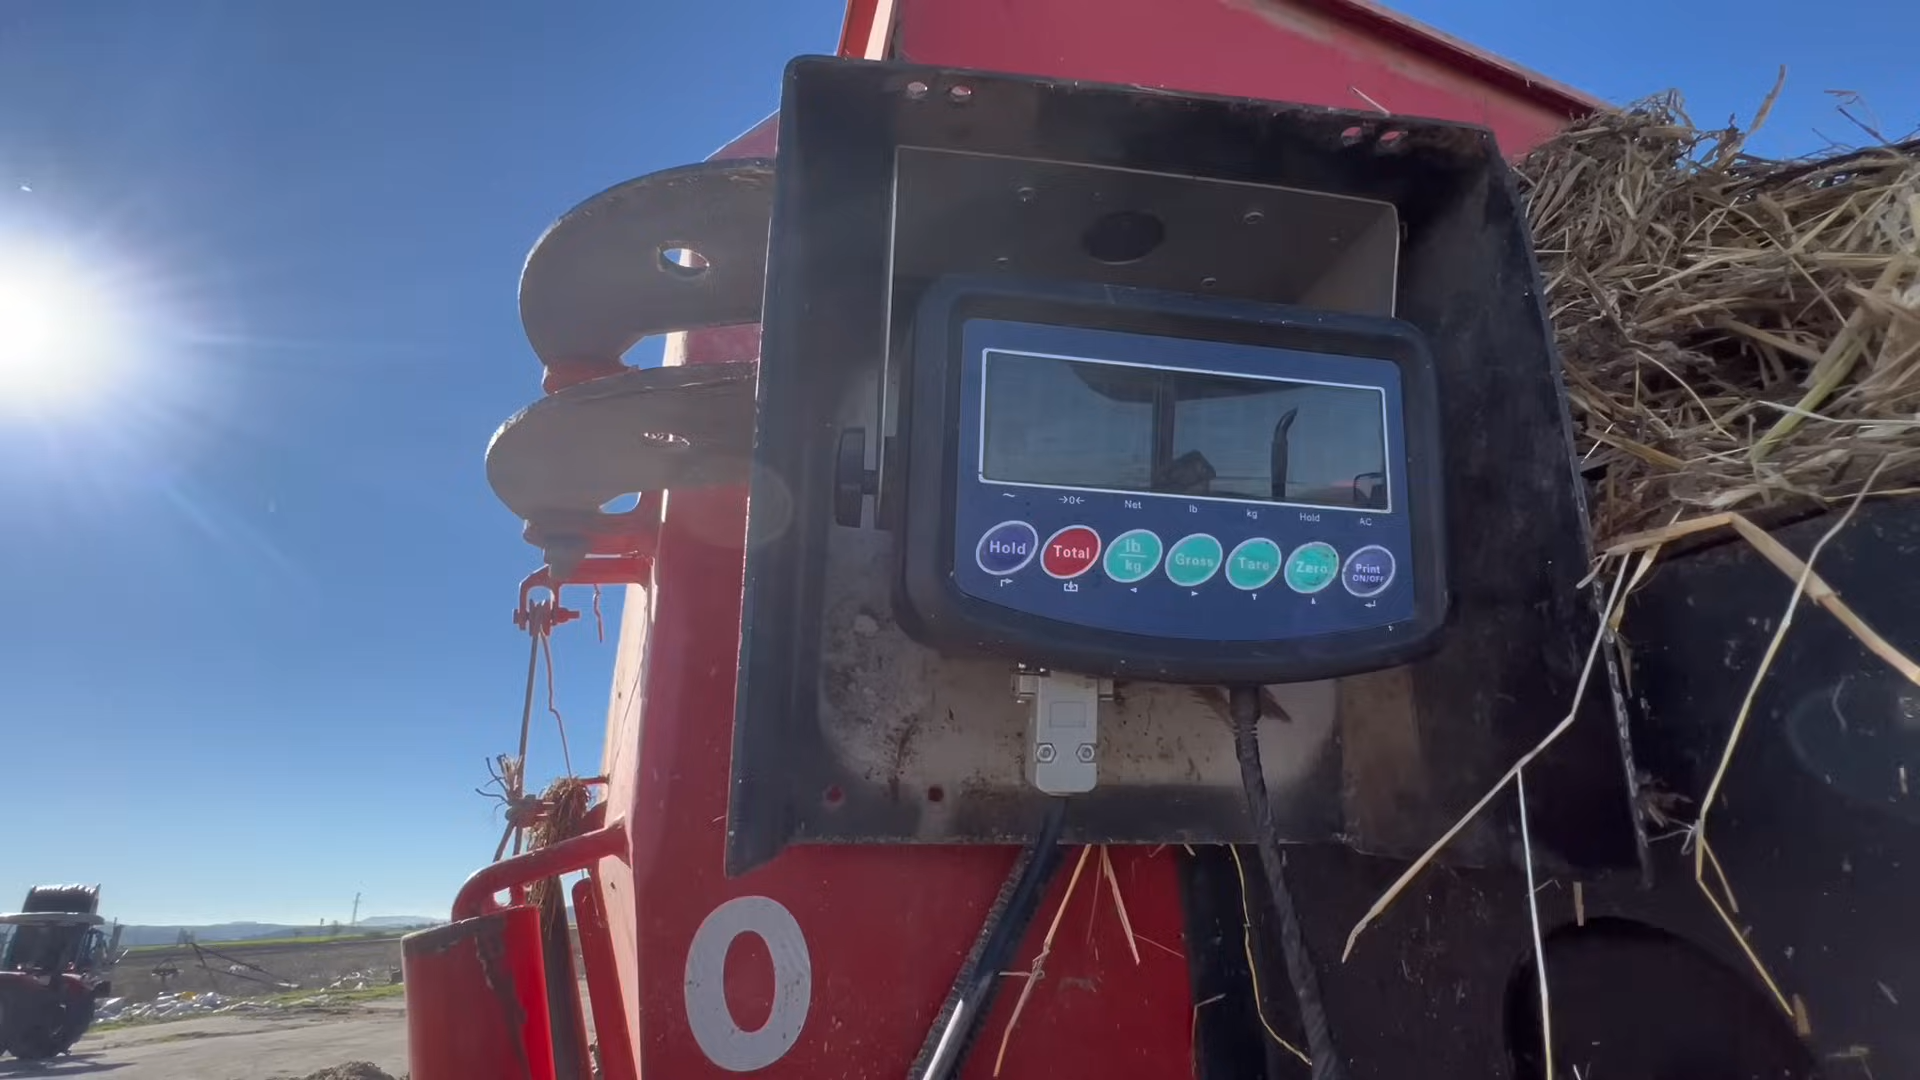 ~ →0← Net lb kg Hold AC
Hold Total lb/kg Gross Tare Zero Print ON/OFF
O